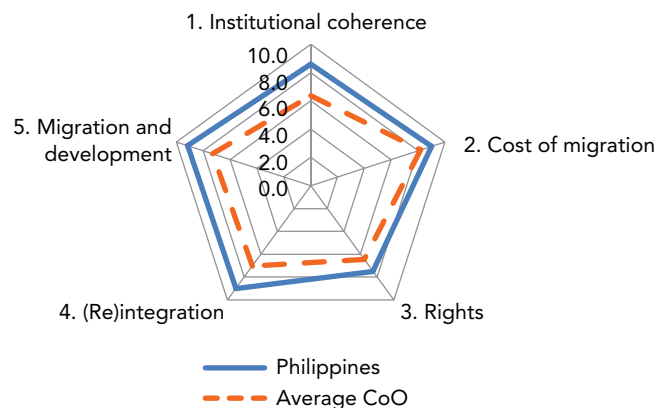 1. Institutional coherence
10.0
8.0
6.0
4.0
2.0
0.0
2. Cost of migration
5. Migration and
development
4. (Re)integration
3. Rights
Philippines
Average CoO